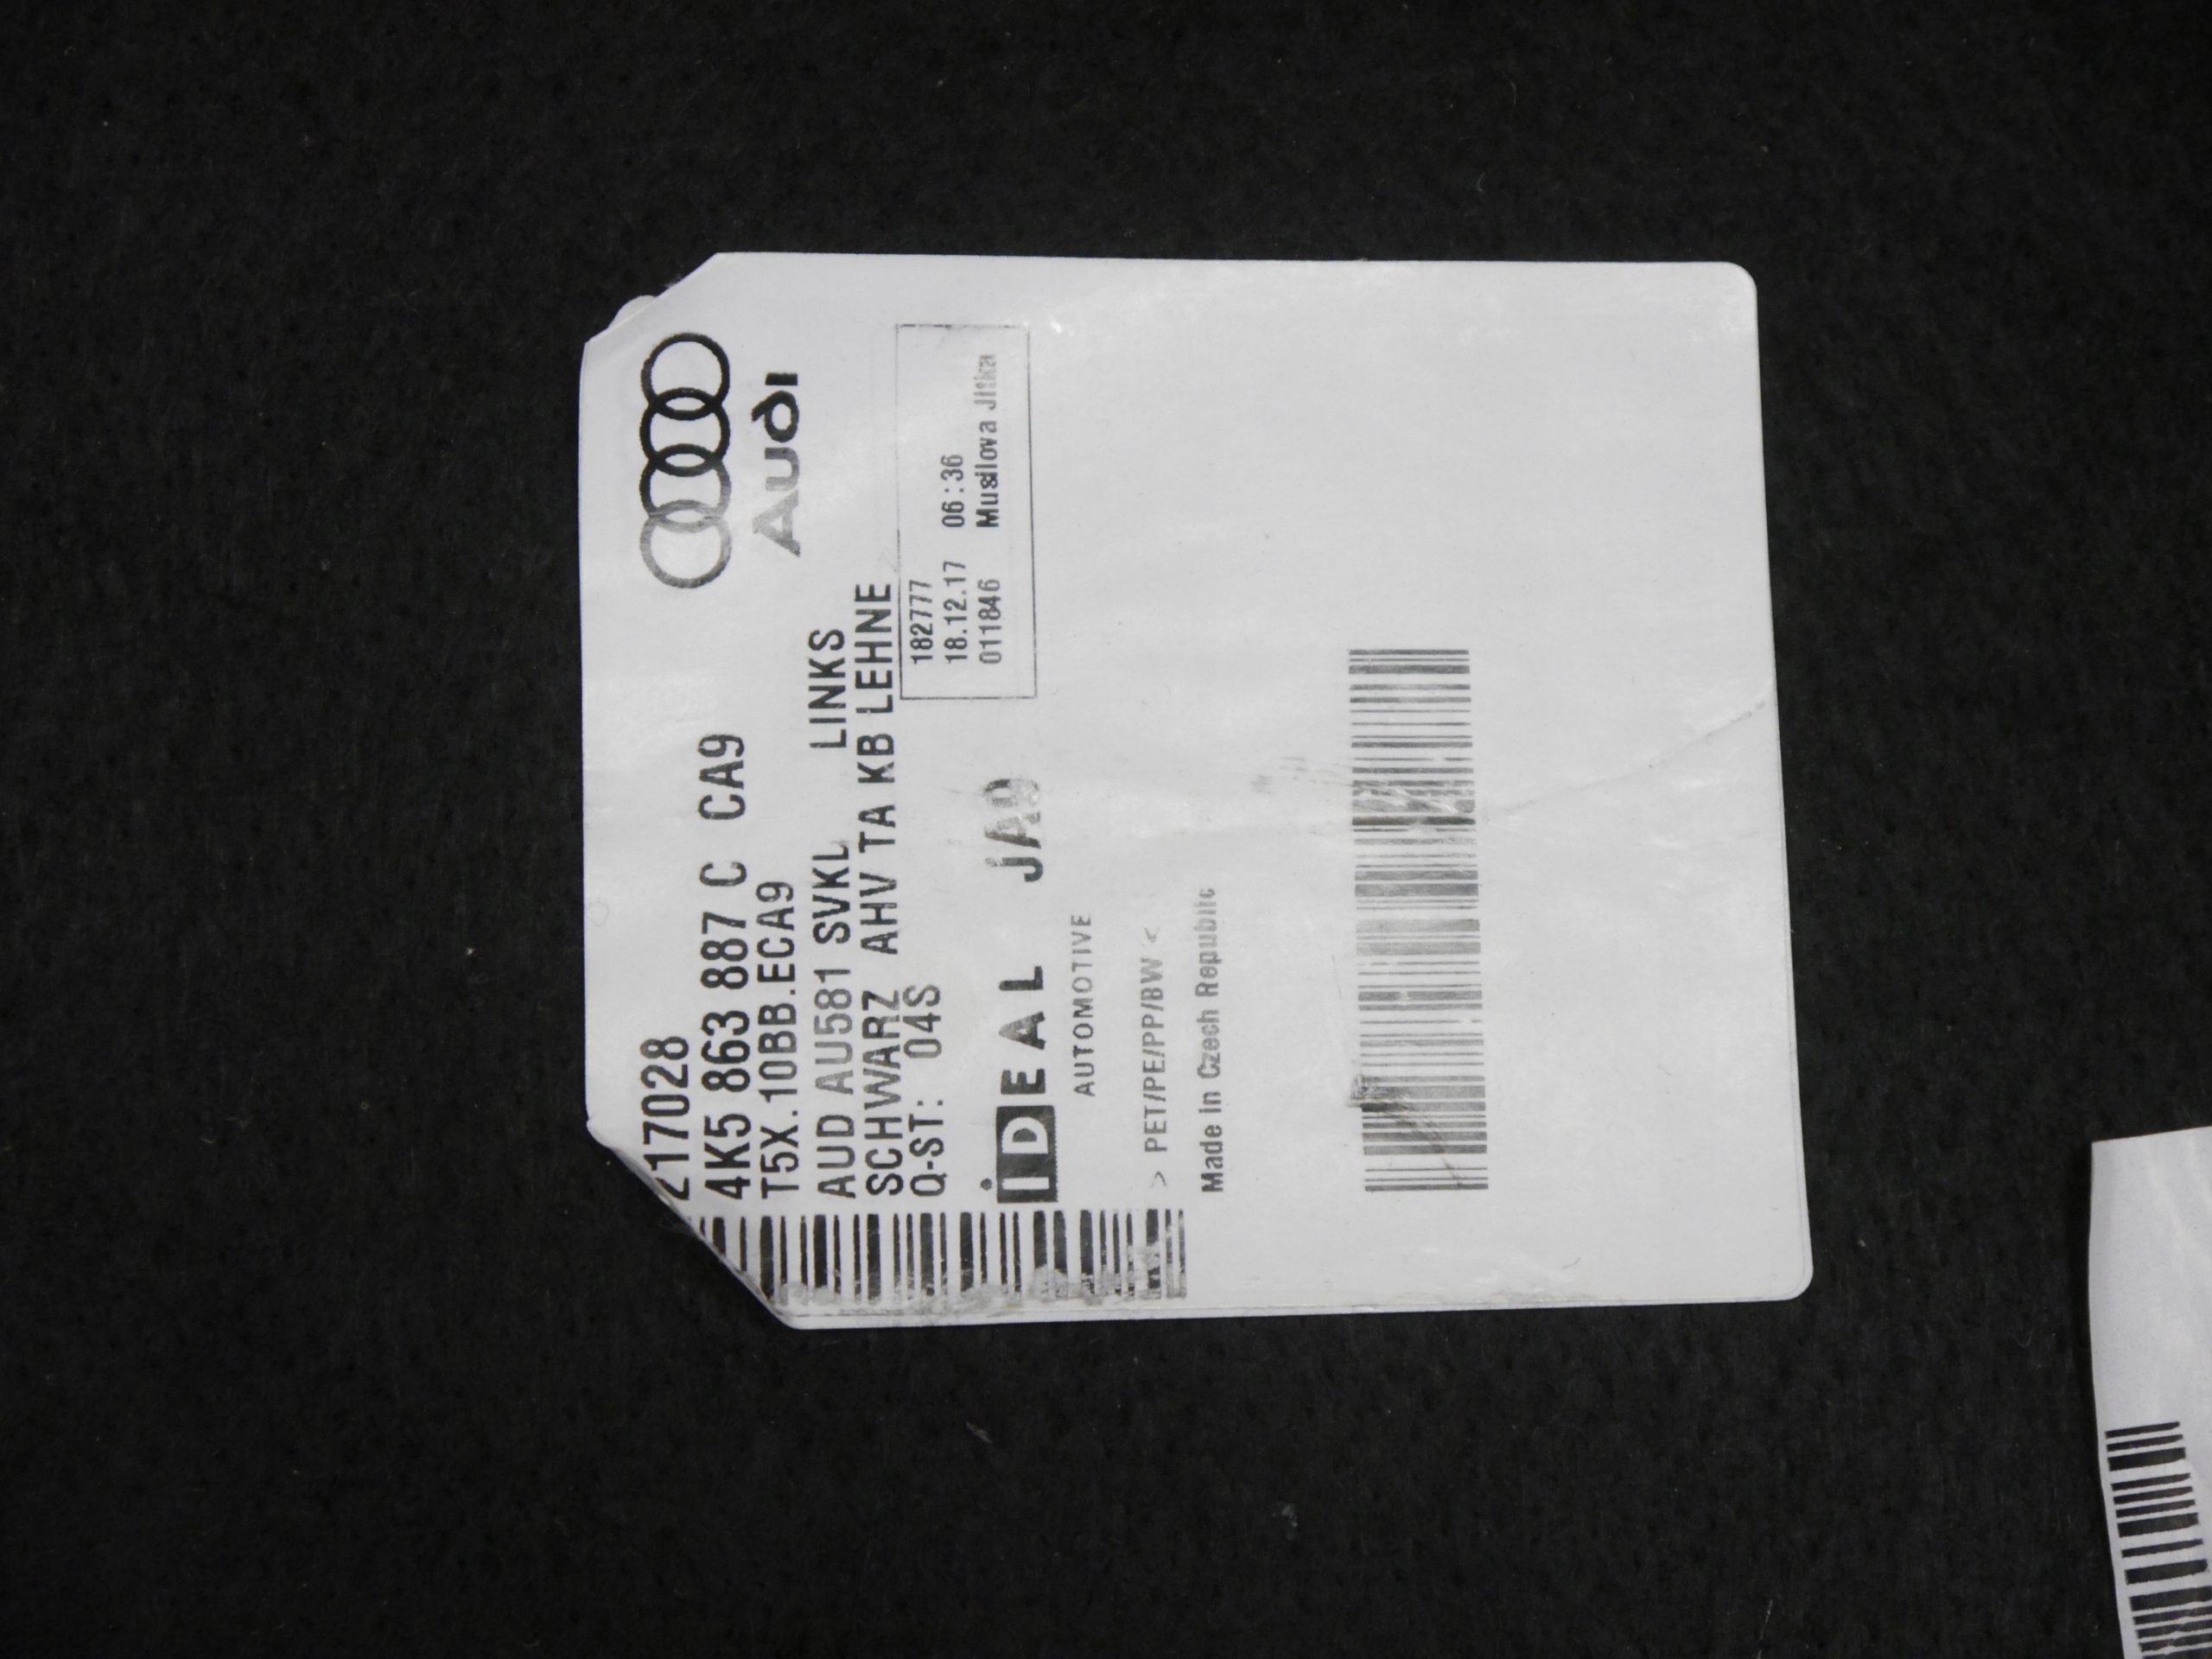 217028
4K5 863 887 C CA9
T5X.10BB.ECA9
Audi
AUD AU581 SVKL LINKS
SCHWARZ AHV TA KB LEHNE
Q-ST: 04S
182777
18.12.17 06:36
011846 Musilova Jitka
iDEAL JA9
AUTOMOTIVE
> PET/PE/PP/BW <
Made in Czech Republic